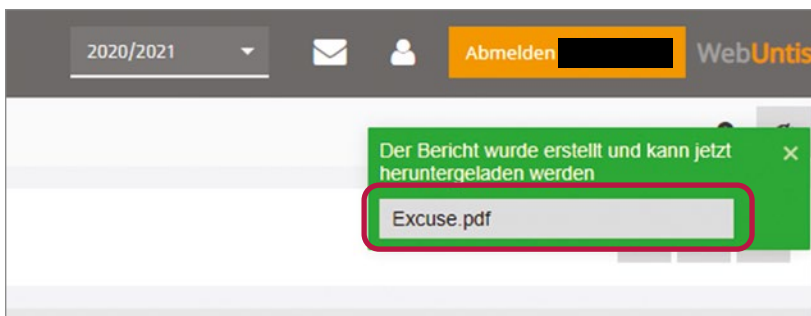 2020/2021
Abmelden
WebUntis
Der Bericht wurde erstellt und kann jetzt
heruntergeladen werden
Excuse.pdf